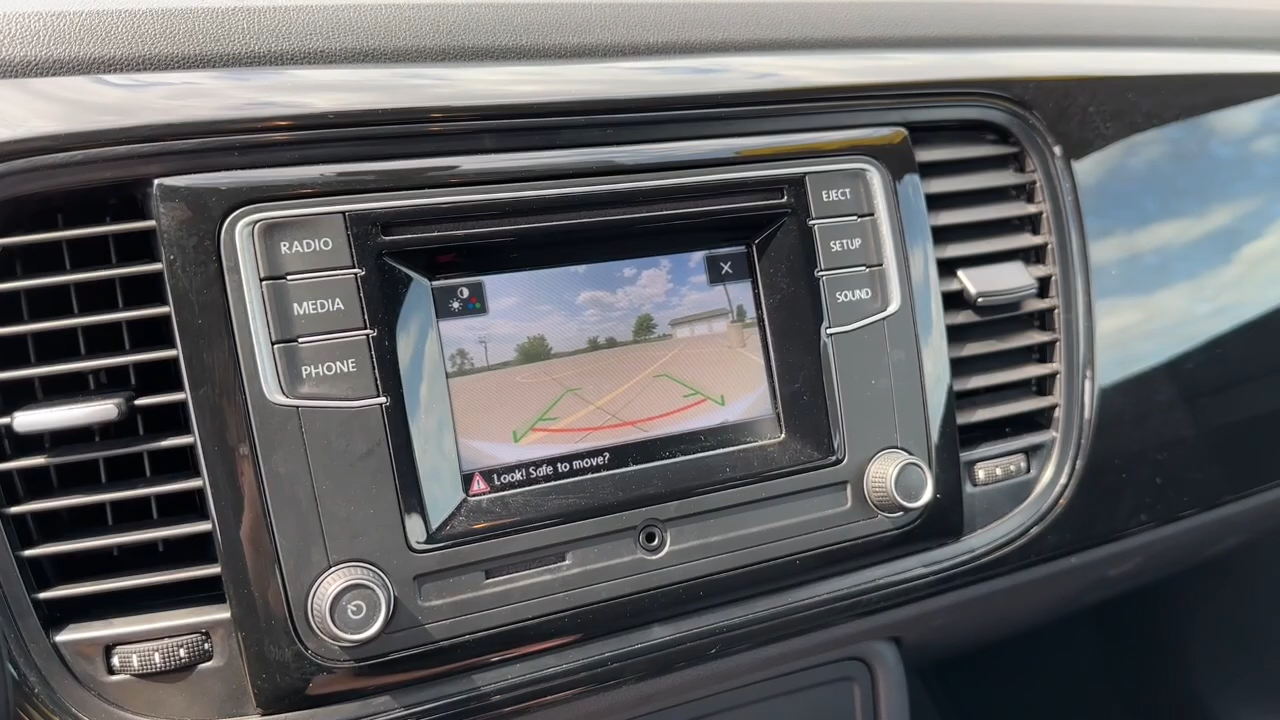 RADIO
MEDIA
PHONE
EJECT
SETUP
SOUND
Look! Safe to move?